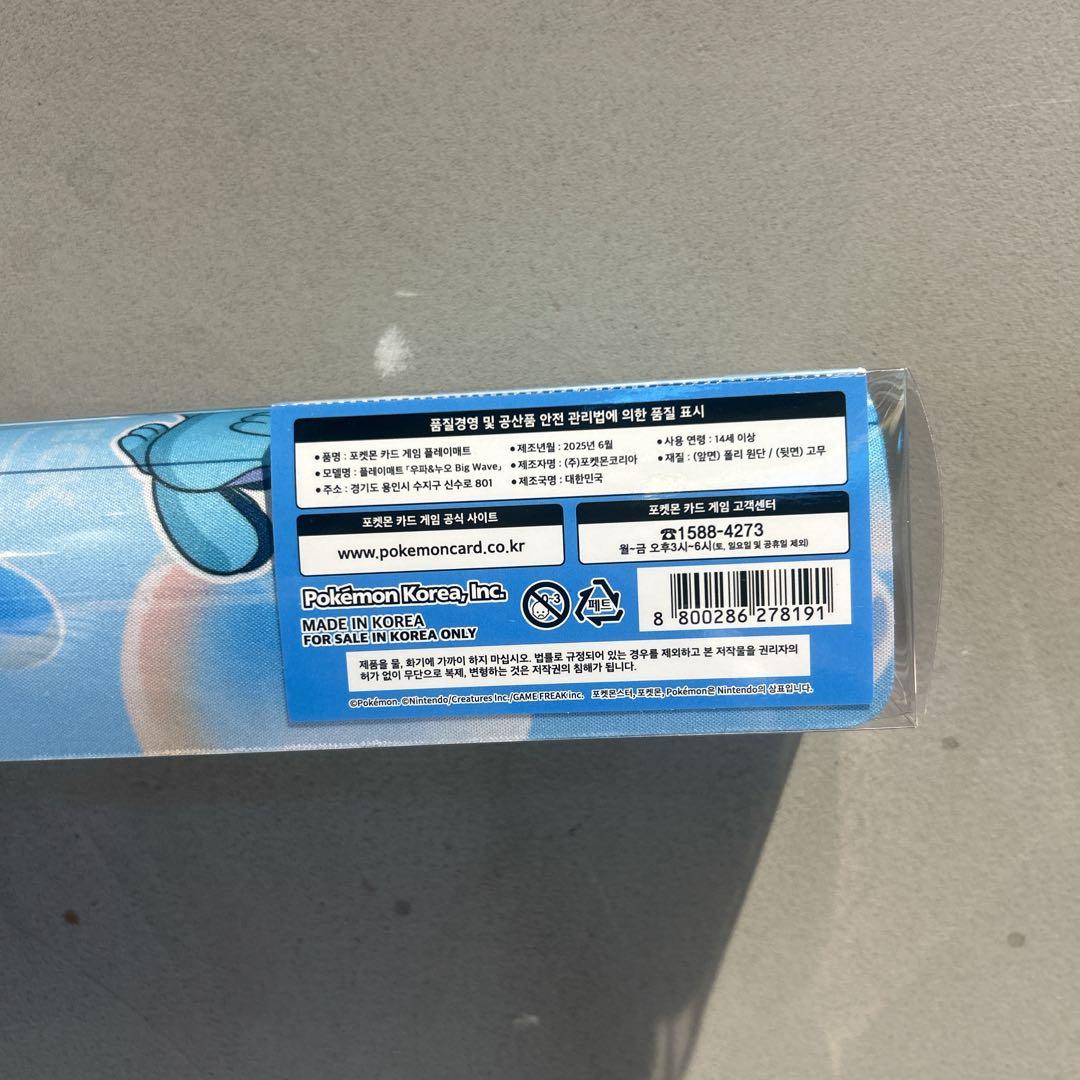 품질경영 및 공산품 안전 관리법에 의한 품질 표시
• 품명 : 포켓몬 카드 게임 플레이매트
• 모델명 : 플레이매트 「우파&누오 Big Wave」
• 주소 : 경기도 용인시 수지구 신수로 801
• 제조년월 : 2025년 6월
• 제조자명 : (주)포켓몬코리아
• 제조국명 : 대한민국
• 사용 연령 : 14세 이상
• 재질 : (앞면) 폴리 원단 / (뒷면) 고무
포켓몬 카드 게임 공식 사이트
www.pokemoncard.co.kr
포켓몬 카드 게임 고객센터
☎1588-4273
월~금 오후3시~6시(토, 일요일 및 공휴일 제외)
Pokémon Korea, Inc.
MADE IN KOREA
FOR SALE IN KOREA ONLY
0-3
페트
8 800286 278191
제품을 물, 화기에 가까이 하지 마십시오. 법률로 규정되어 있는 경우를 제외하고 본 저작물을 권리자의
허가 없이 무단으로 복제, 변형하는 것은 저작권의 침해가 됩니다.
©Pokémon. ©Nintendo/Creatures Inc./GAME FREAK inc. 포켓몬스터, 포켓몬, Pokémon은 Nintendo의 상표입니다.